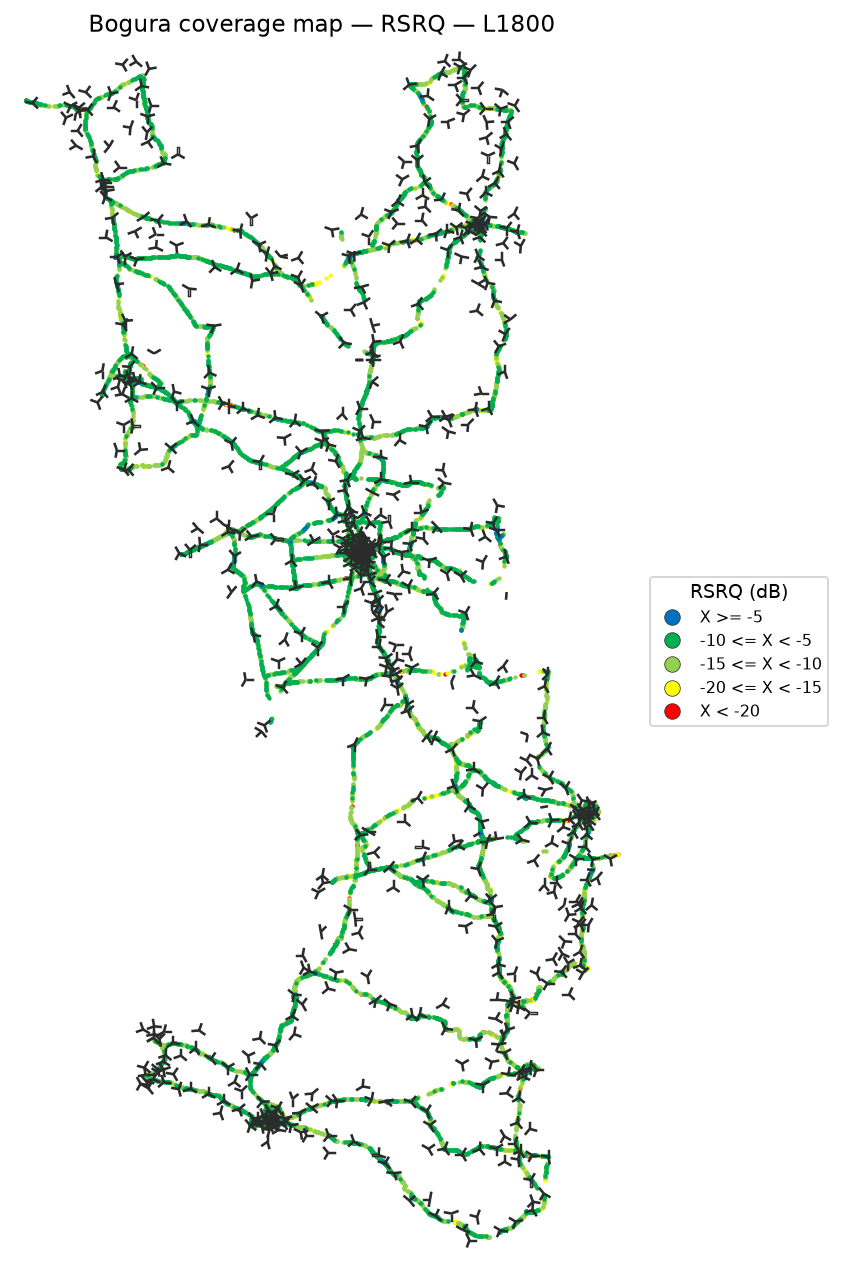 Bogura coverage map — RSRQ — L1800
RSRQ (dB)
X >= -5
-10 <= X < -5
-15 <= X < -10
-20 <= X < -15
X < -20